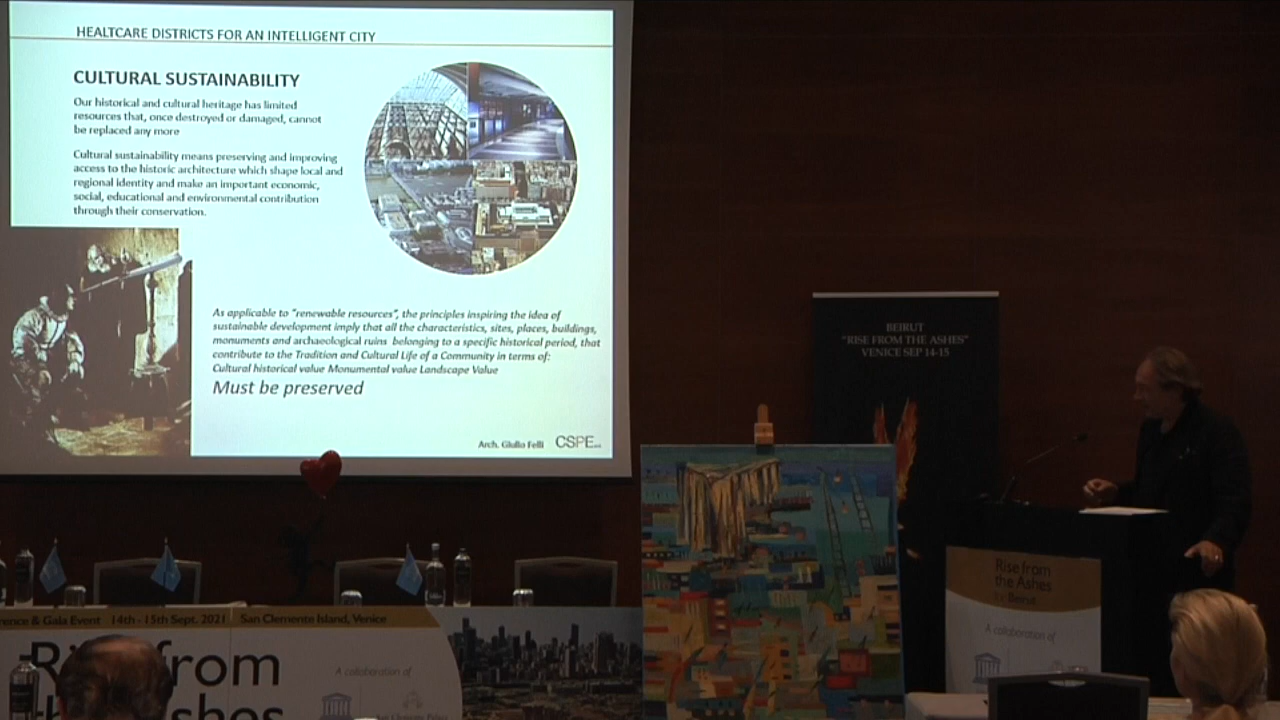 HEALTCARE DISTRICTS FOR AN INTELLIGENT CITY
CULTURAL SUSTAINABILITY
Our historical and cultural heritage has limited
resources that, once destroyed or damaged, cannot
be replaced any more
Cultural sustainability means preserving and improving
access to the historic architecture which shape local and
regional identity and make an important economic,
social, educational and environmental contribution
through their conservation.
As applicable to "renewable resources", the principles inspiring the idea of
sustainable development imply that all the characteristics, sites, places, buildings,
monuments and archaeological ruins belonging to a specific historical period, that
contribute to the Tradition and Cultural Life of a Community in terms of:
Cultural historical value Monumental value Landscape Value
Must be preserved
Arch. Giulio Felli CSPE
BEIRUT
"RISE FROM THE ASHES"
VENICE SEP 14-15
Rise from
the Ashes
Beirut
A collaboration of
rence & Gala Event 14th - 15th Sept. 2021 San Clemente Island, Venice
from
A collaboration of